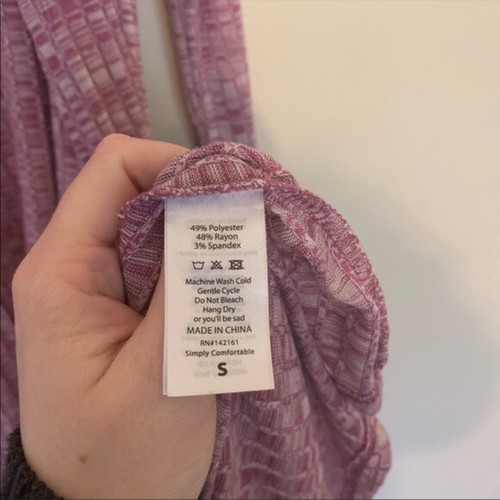 49% Polyester
48% Rayon
3% Spandex
Machine Wash Cold
Gentle Cycle
Do Not Bleach
Hang Dry
or you'll be sad
MADE IN CHINA
RN#142161
Simply Comfortable
S